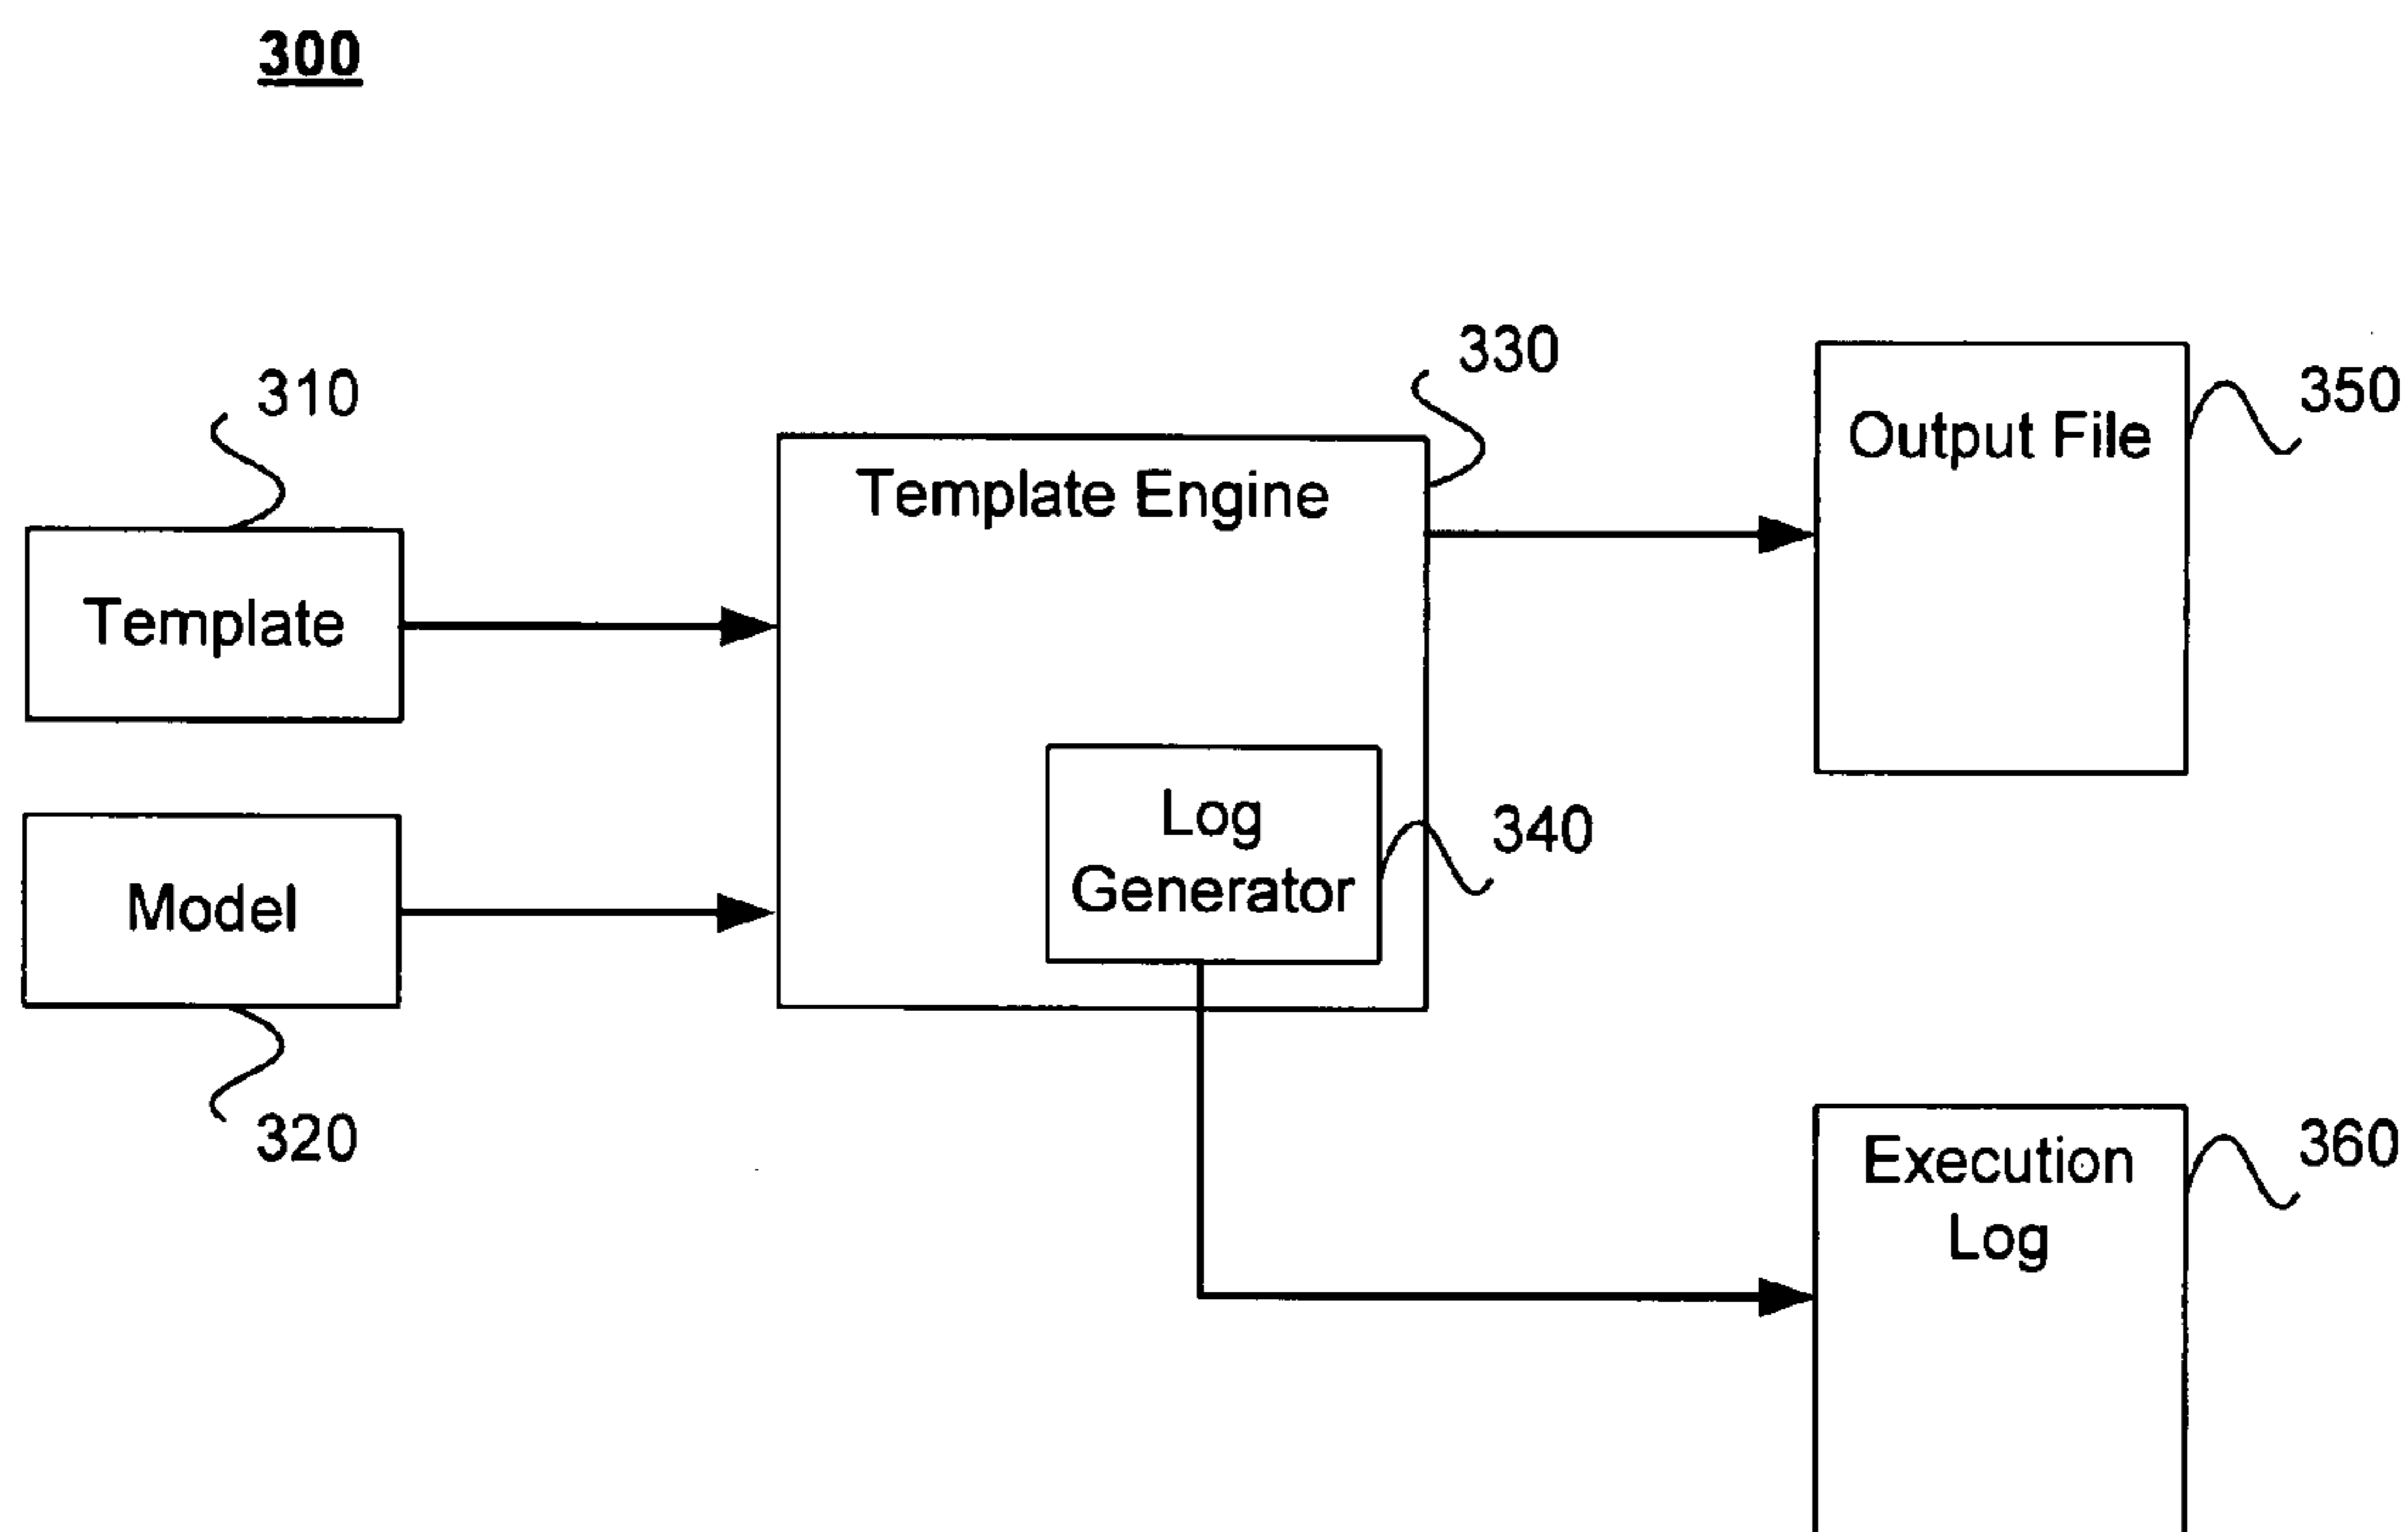 300
310
Template
Model
320
330
Template Engine
Log
Generator
340
350
Output File
360
Execution
Log